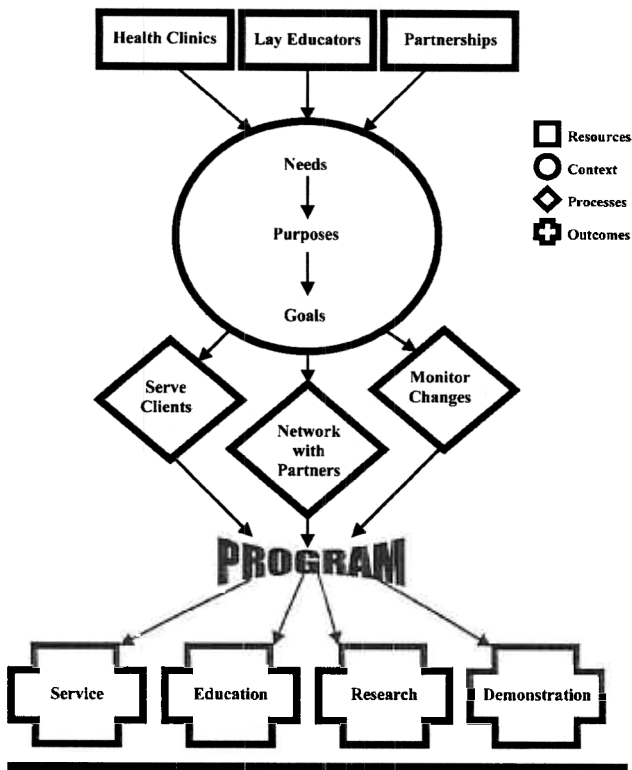 Health Clinics
Lay Educators
Partnerships
Needs
Purposes
Goals
Resources
Context
Processes
Outcomes
Serve
Clients
Network
with
Partners
Monitor
Changes
PROGRAM
Service
Education
Research
Demonstration